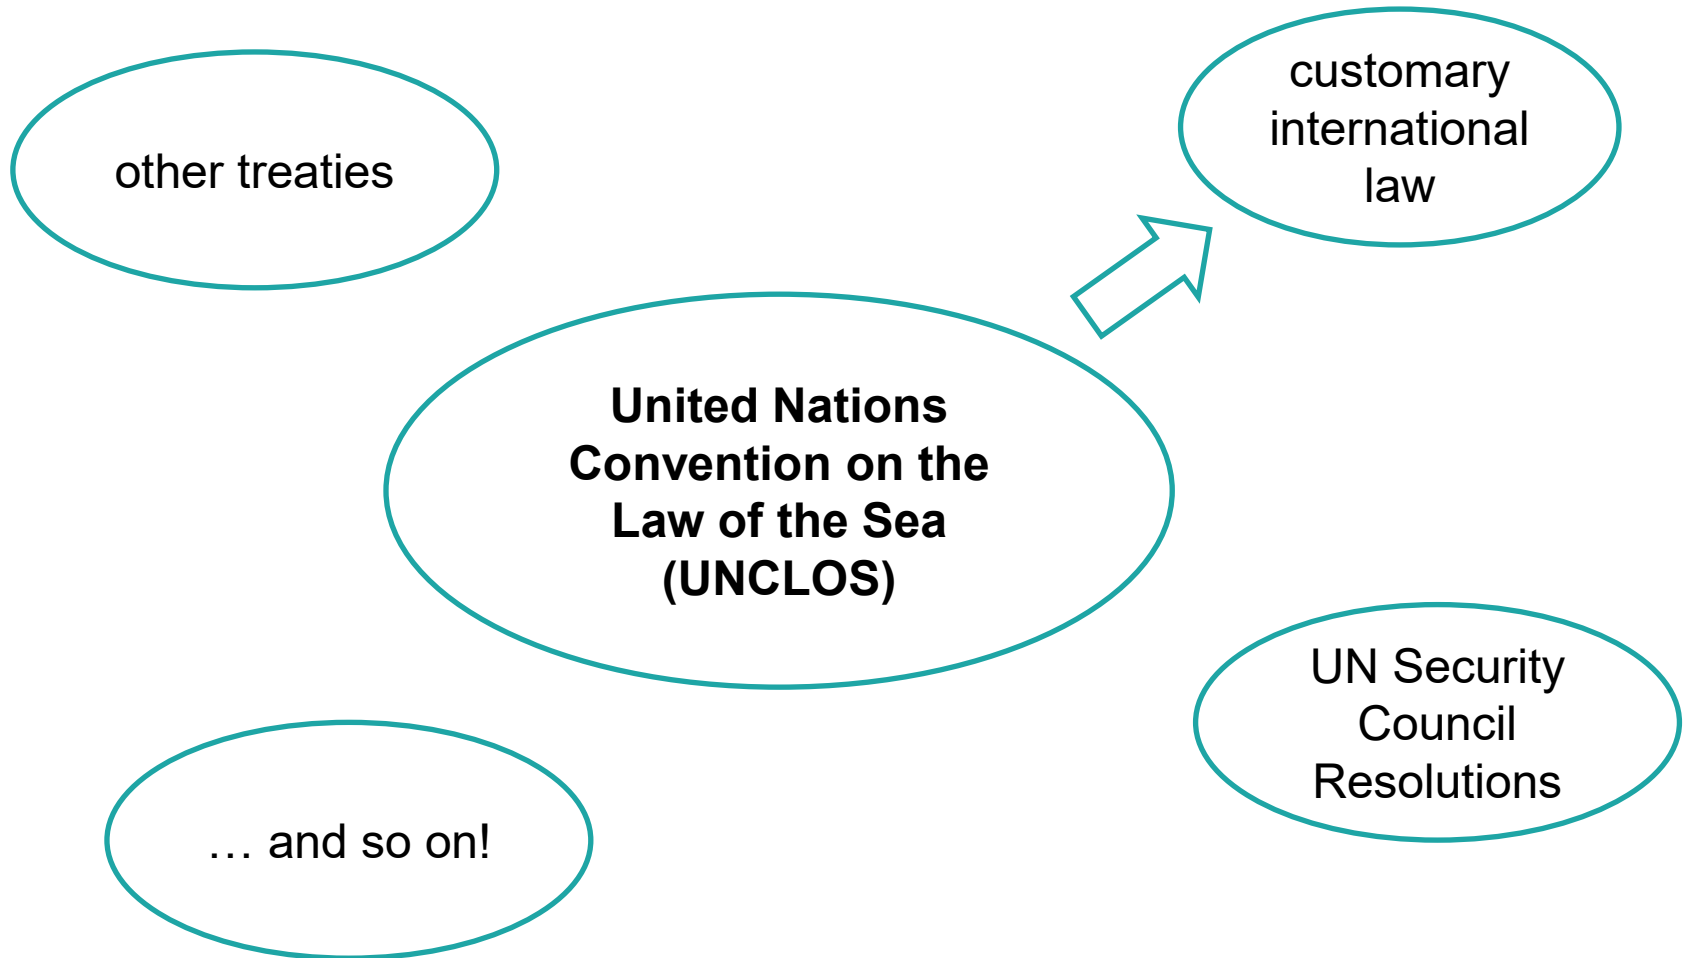 other treaties
customary
international
law
United Nations
Convention on the
Law of the Sea
(UNCLOS)
UN Security
Council
Resolutions
… and so on!